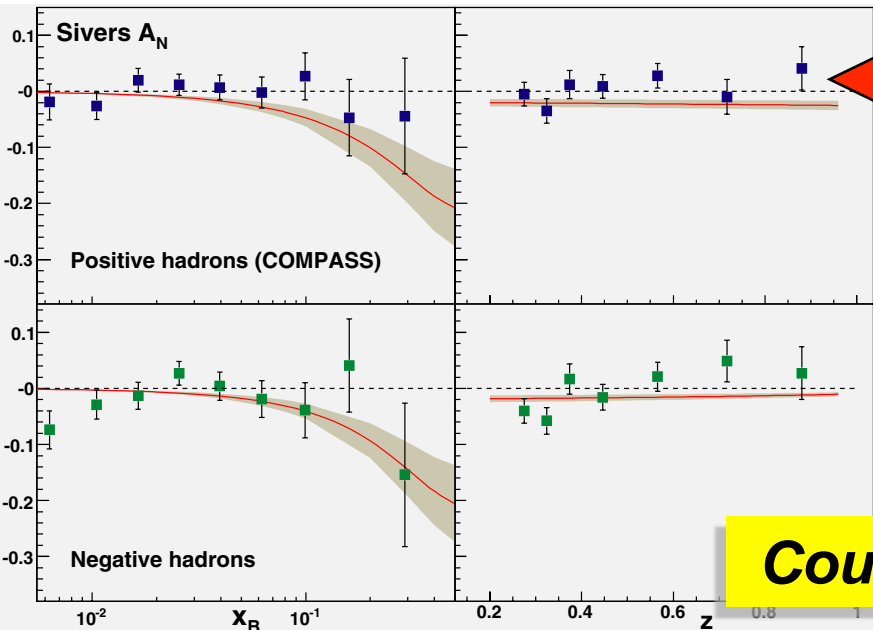 Sivers A_N
0.1
-0
-0.1
-0.2
-0.3
Positive hadrons (COMPASS)
0.1
-0
-0.1
-0.2
-0.3
Negative hadrons
10^-2
x_B
10^-1
0.2
0.4
0.6
z
0.8
1
Cou